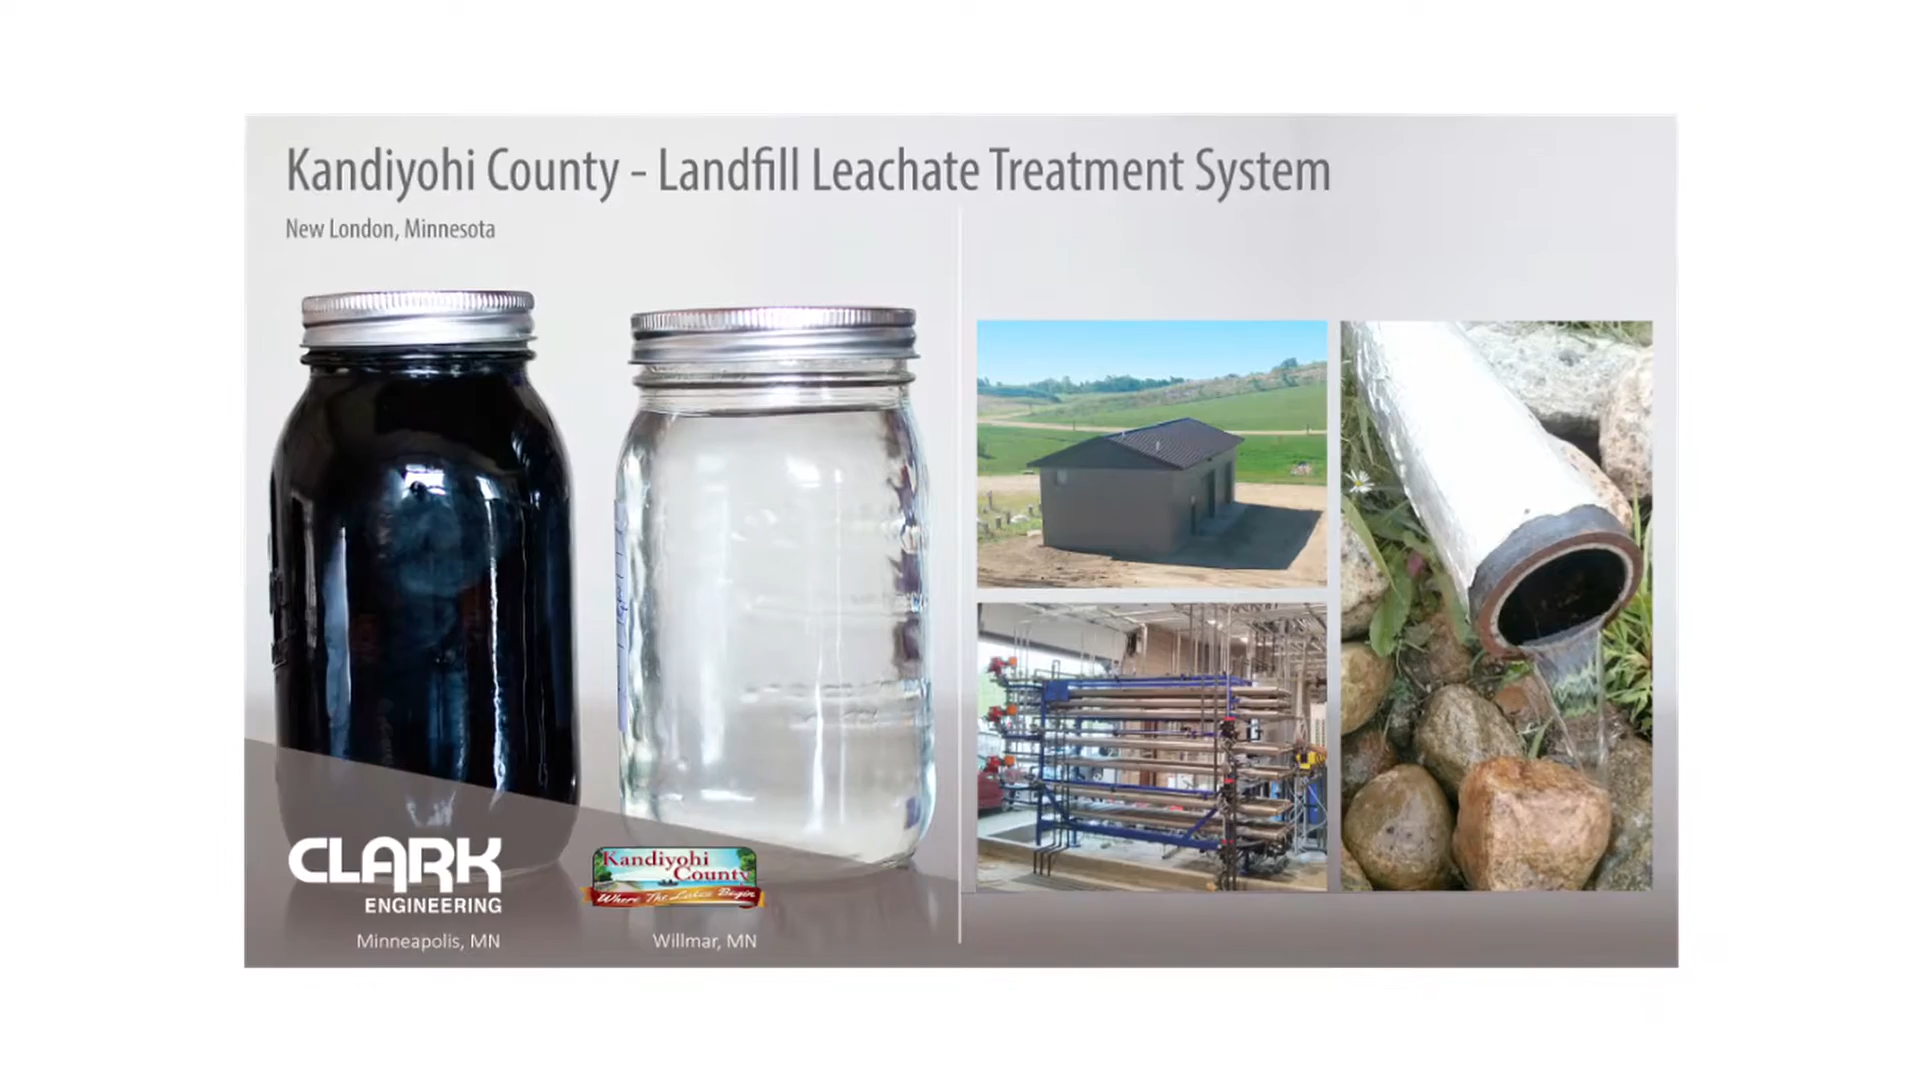 Kandiyohi County - Landfill Leachate Treatment System
New London, Minnesota
CLARK
ENGINEERING
Minneapolis, MN
Kandiyohi
County
Where The Lakes Begin
Willmar, MN